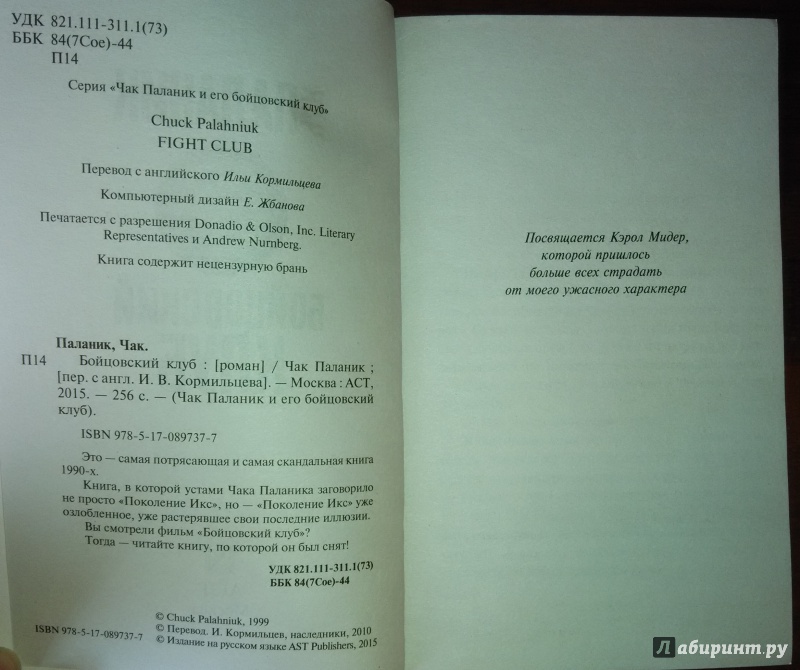 УДК 821.111-311.1(73)
ББК 84(7Сое)-44
П14
Серия «Чак Паланик и его бойцовский клуб»
Chuck Palahniuk
FIGHT CLUB
Перевод с английского Ильи Кормильцева
Компьютерный дизайн Е. Жбанова
Печатается с разрешения Donadio & Olson, Inc. Literary
Representatives и Andrew Nurnberg.
Книга содержит нецензурную брань
Паланик, Чак.
П14 Бойцовский клуб : [роман] / Чак Паланик ;
[пер. с англ. И. В. Кормильцева]. — Москва : АСТ,
2015. — 256 с. — (Чак Паланик и его бойцовский
клуб).
ISBN 978-5-17-089737-7
Это — самая потрясающая и самая скандальная книга
1990-х.
Книга, в которой устами Чака Паланика заговорило
не просто «Поколение Икс», но — «Поколение Икс» уже
озлобленное, уже растерявшее свои последние иллюзии.
Вы смотрели фильм «Бойцовский клуб»?
Тогда — читайте книгу, по которой он был снят!
УДК 821.111-311.1(73)
ББК 84(7Сое)-44
© Chuck Palahniuk, 1999
© Перевод. И. Кормильцев, наследники, 2010
ISBN 978-5-17-089737-7 © Издание на русском языке AST Publishers, 2015
Посвящается Кэрол Мидер,
которой пришлось
больше всех страдать
от моего ужасного характера
Лабиринт.ру